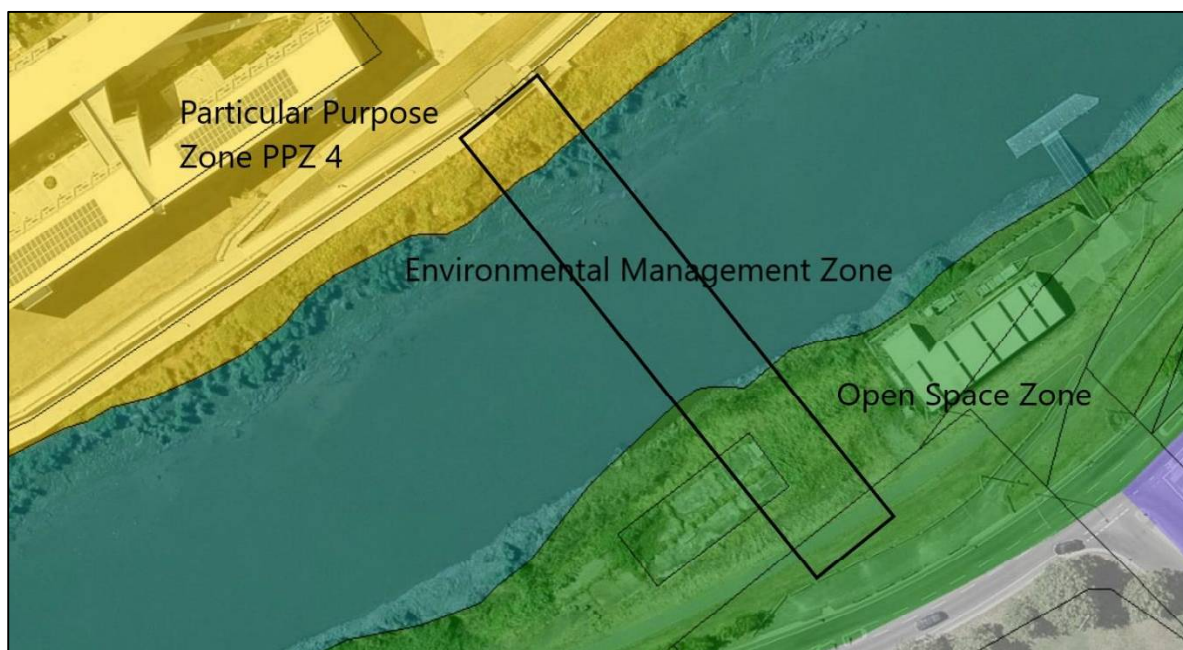 Particular Purpose
Zone PPZ 4
Environmental Management Zone
Open Space Zone